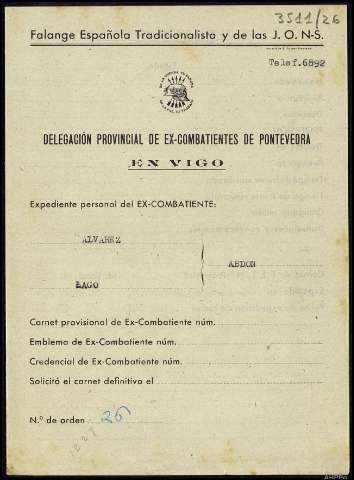 3511/26
Falange Española Tradicionalista y de las J. O. N-S.
Telef.6892
DELEGACIÓN PROVINCIAL DE EX-COMBATIENTES DE PONTEVEDRA
EN VIGO
Expediente personal del EX-COMBATIENTE:
ALVAREZ
ABDON
LAGO
Carnet provisional de Ex-Combatiente núm.
Emblema de Ex-Combatiente núm.
Credencial de Ex-Combatiente núm.
Solicitó el carnet definitivo el
N.º de orden
AHPPo